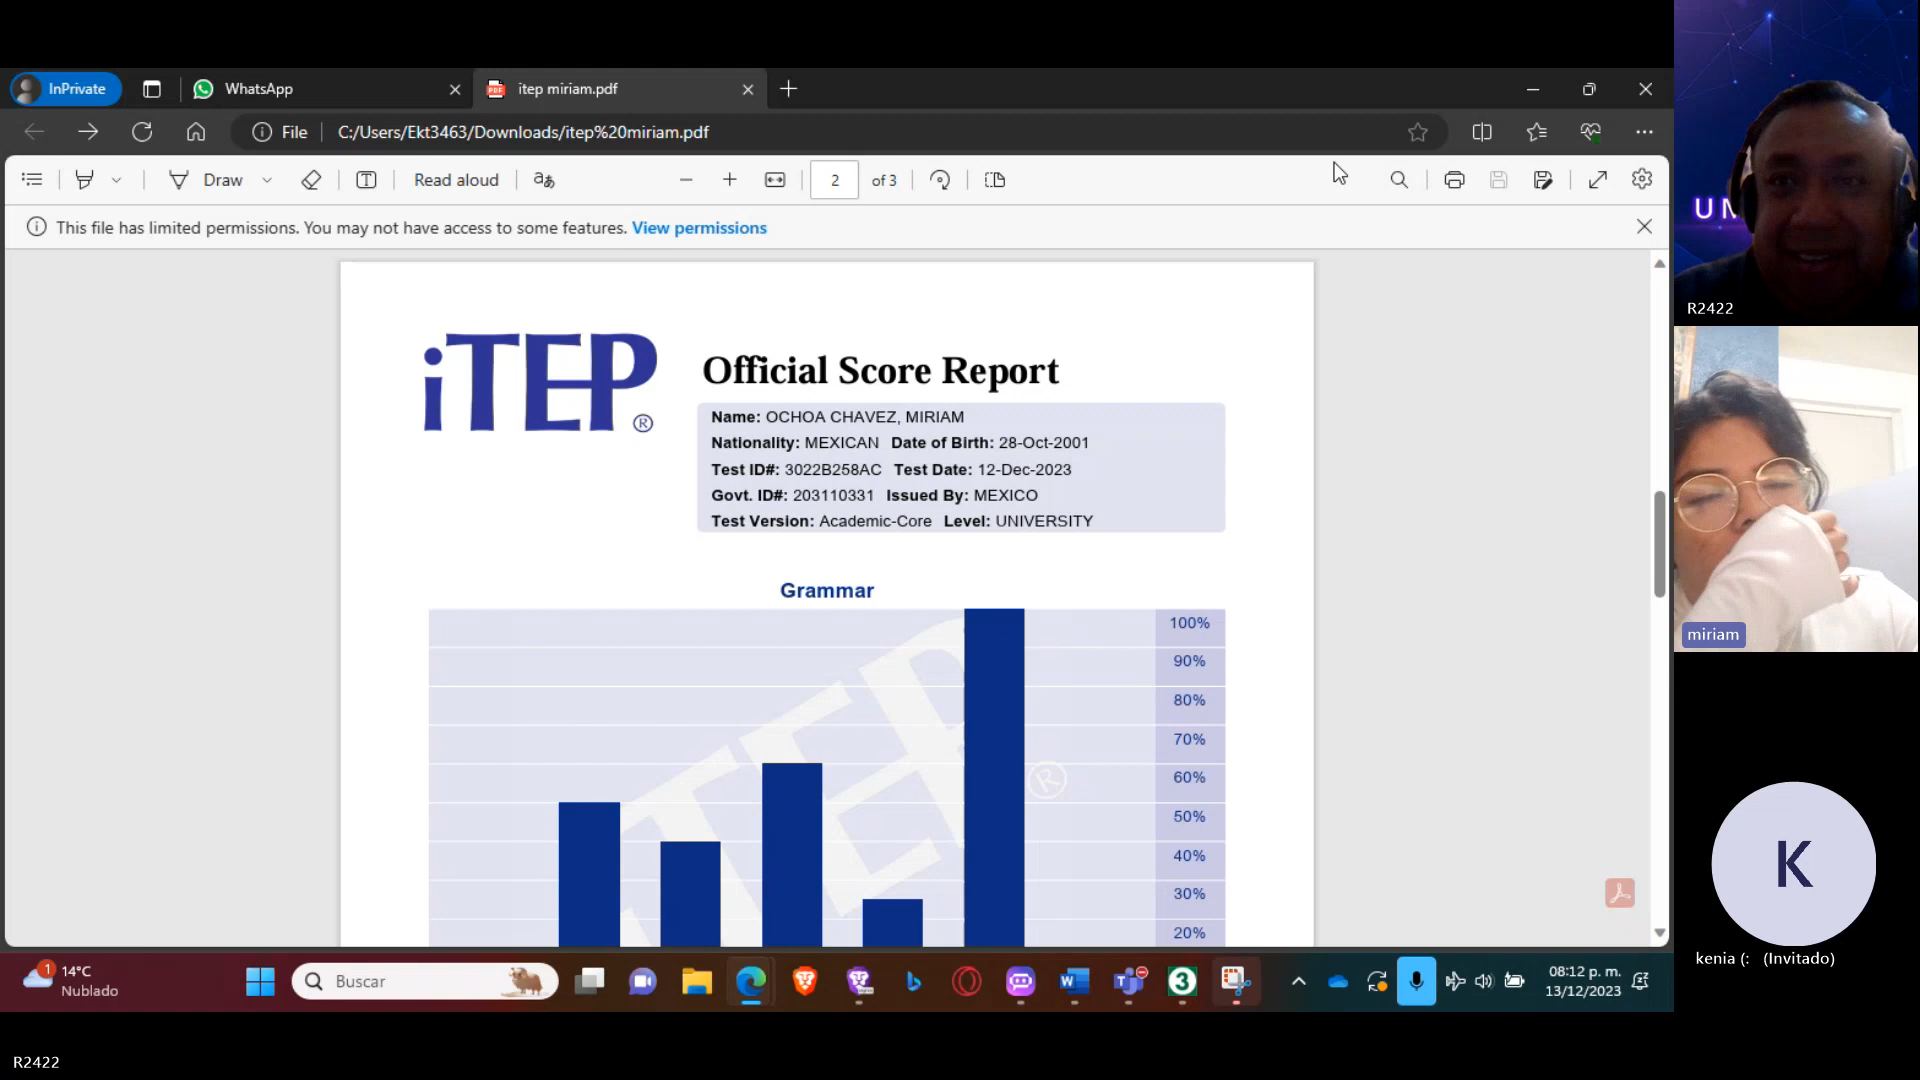 InPrivate
WhatsApp
itep miriam.pdf
File
C:/Users/Ekt3463/Downloads/itep%20miriam.pdf
Draw
Read aloud
2
of 3
This file has limited permissions. You may not have access to some features. View permissions
iTEP®
Official Score Report
Name: OCHOA CHAVEZ, MIRIAM
Nationality: MEXICAN Date of Birth: 28-Oct-2001
Test ID#: 3022B258AC Test Date: 12-Dec-2023
Govt. ID#: 203110331 Issued By: MEXICO
Test Version: Academic-Core Level: UNIVERSITY
Grammar
100%
90%
80%
70%
60%
50%
40%
30%
20%
1
14°C
Nublado
Buscar
3
08:12 p. m.
13/12/2023
R2422
R2422
miriam
K
kenia (: (Invitado)